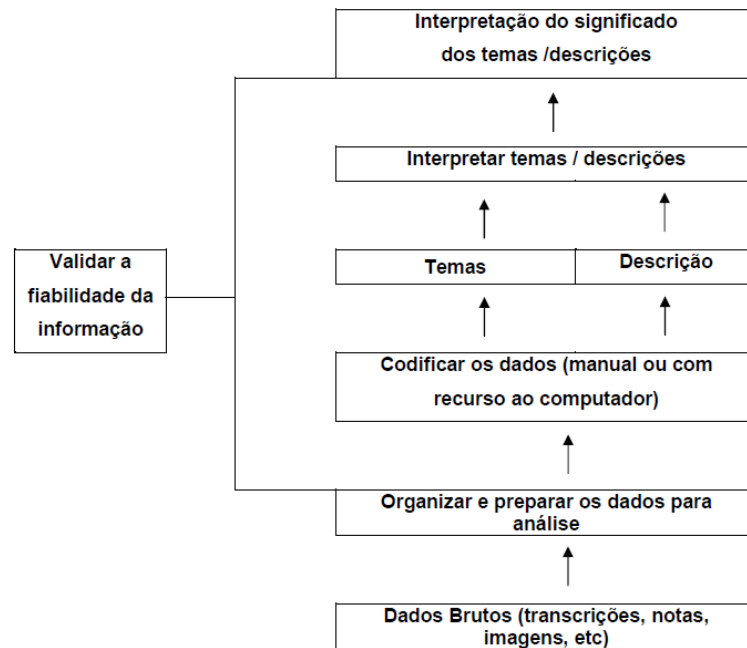 Interpretação do significado
dos temas /descrições
Interpretar temas / descrições
Validar a
fiabilidade da
informação
Temas
Descrição
Codificar os dados (manual ou com
recurso ao computador)
Organizar e preparar os dados para
análise
Dados Brutos (transcrições, notas,
imagens, etc)